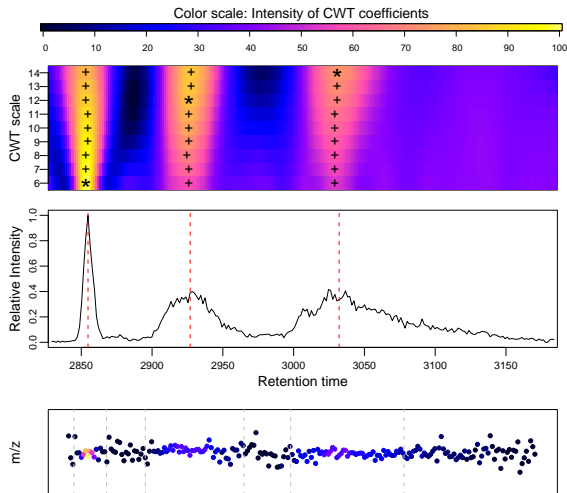 Color scale: Intensity of CWT coefficients
0 10 20 30 40 50 60 70 80 90 100
CWT scale
14
13
12
11
10
9
8
7
6
Relative Intensity
1.0
0.8
0.6
0.4
0.2
0.0
2850 2900 2950 3000 3050 3100 3150
Retention time
m/z